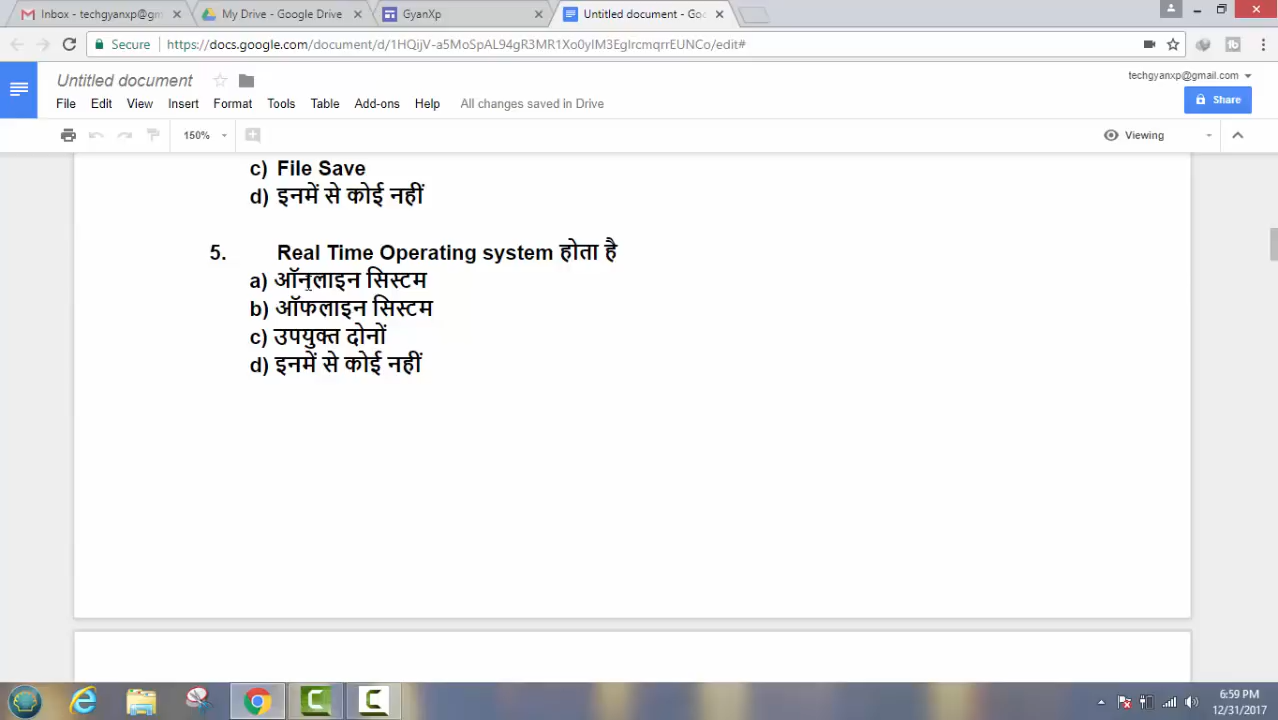 Inbox - techgyanxp@gm
My Drive - Google Drive
GyanXp
Untitled document - Goo
Secure
https://docs.google.com/document/d/1HQijV-a5MoSpAL94gR3MR1Xo0yIM3EglrcmqrrEUNCo/edit#
Untitled document
techgyanxp@gmail.com
File Edit View Insert Format Tools Table Add-ons Help All changes saved in Drive
Share
150%
Viewing
c) File Save
d) इनमें से कोई नहीं
5. Real Time Operating system होता है
a) ऑनलाइन सिस्टम
b) ऑफलाइन सिस्टम
c) उपयुक्त दोनों
d) इनमें से कोई नहीं
6:59 PM
12/31/2017